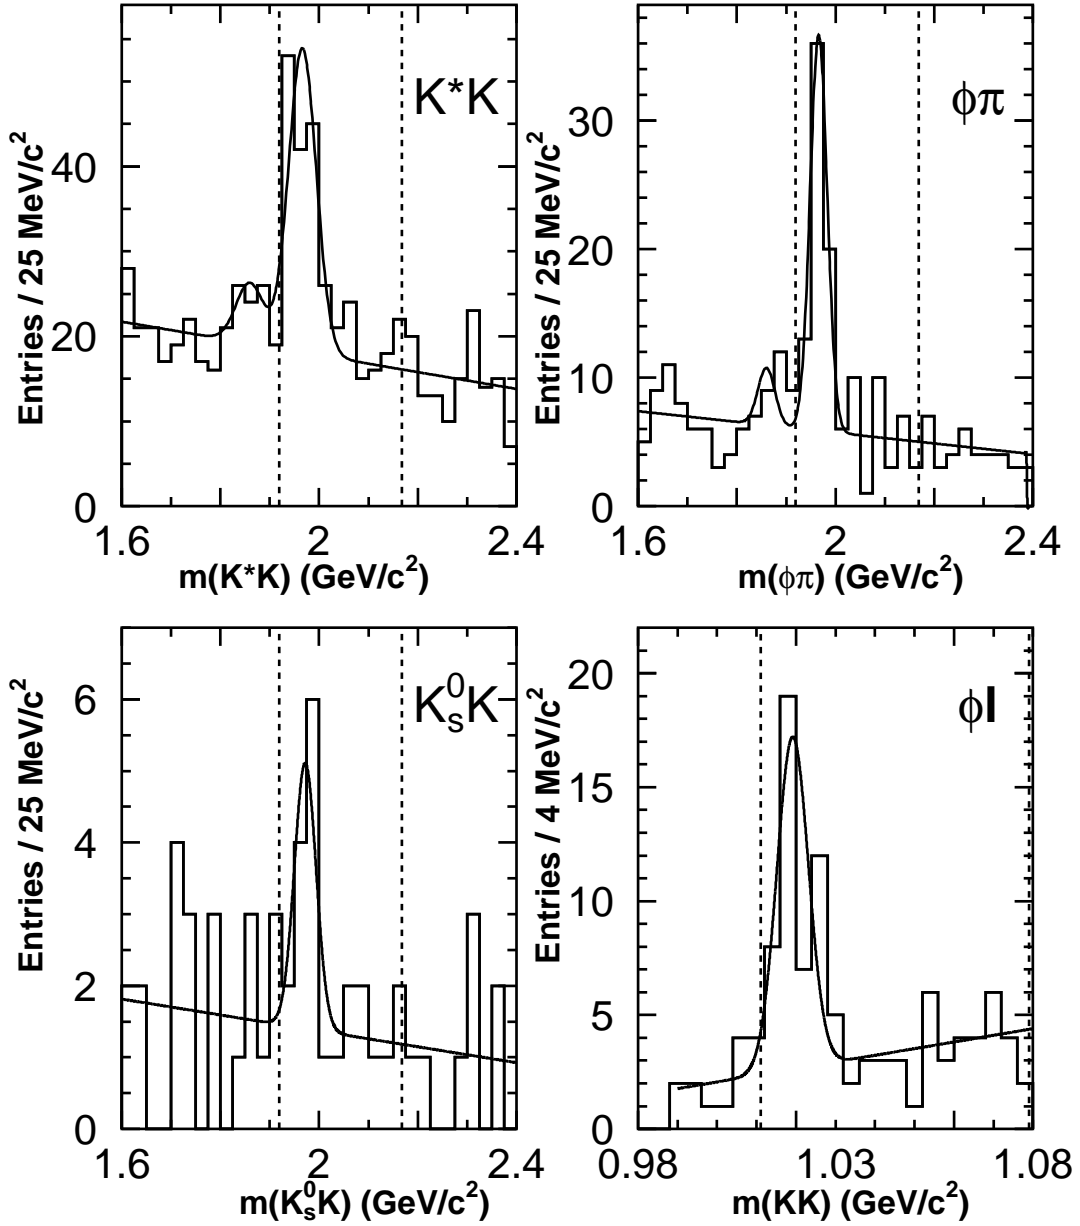 Entries / 25 MeV/c²
40
20
0
K*K
1.6 2 2.4
m(K*K) (GeV/c²)
Entries / 25 MeV/c²
30
20
10
0
ϕπ
1.6 2 2.4
m(ϕπ) (GeV/c²)
Entries / 25 MeV/c²
6
4
2
0
K⁰ₛK
1.6 2 2.4
m(K⁰ₛK) (GeV/c²)
Entries / 4 MeV/c²
20
15
10
5
0
ϕl
0.98 1.03 1.08
m(KK) (GeV/c²)